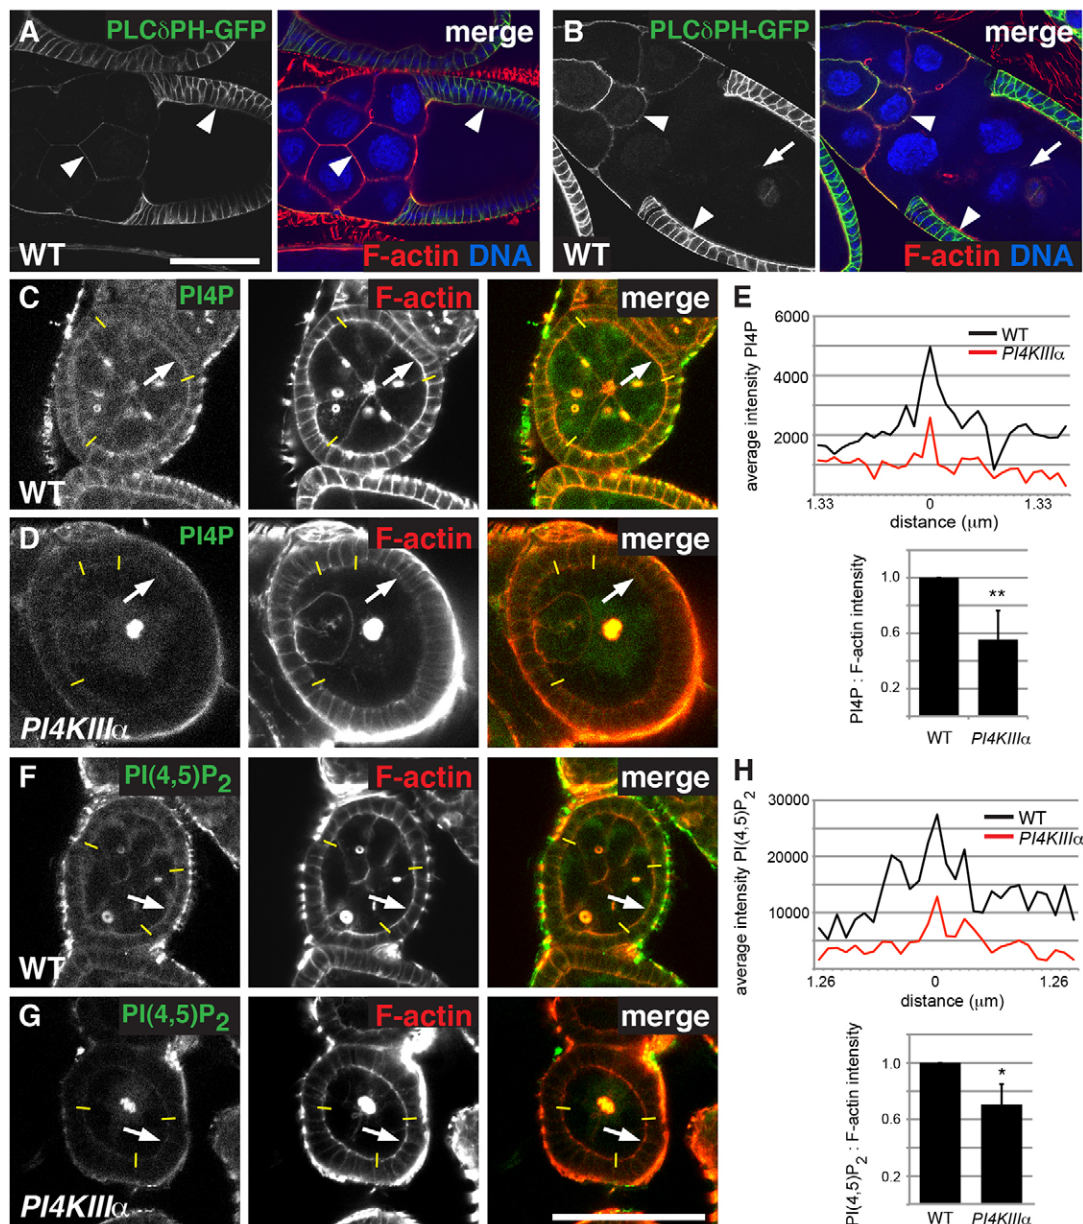 A PLCδPH-GFP merge
WT F-actin DNA
B PLCδPH-GFP merge
WT F-actin DNA
C PI4P F-actin merge
WT
D PI4P F-actin merge
PI4KIIIα
E
6000
4000
2000
average intensity PI4P
WT
PI4KIIIα
1.33 0 1.33
distance (μm)
1.0
0.6
0.2
PI4P : F-actin intensity
**
WT PI4KIIIα
F PI(4,5)P2 F-actin merge
WT
G PI(4,5)P2 F-actin merge
PI4KIIIα
H
30000
20000
10000
average intensity PI(4,5)P2
WT
PI4KIIIα
1.26 0 1.26
distance (μm)
1.0
0.6
0.2
PI(4,5)P2 : F-actin intensity
*
WT PI4KIIIα